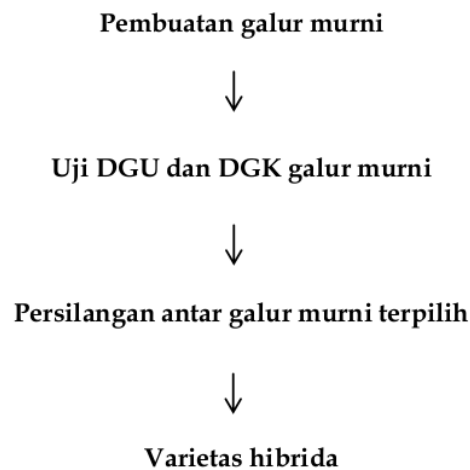 Pembuatan galur murni
Uji DGU dan DGK galur murni
Persilangan antar galur murni terpilih
Varietas hibrida